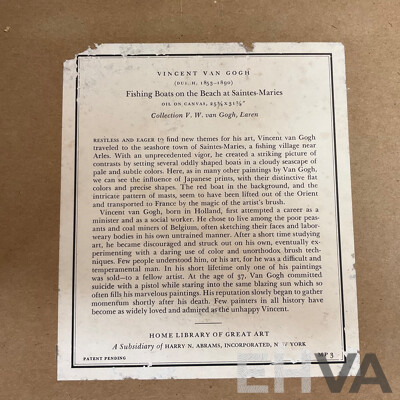 VINCENT VAN GOGH
(DUTCH, 1853-1890)
Fishing Boats on the Beach at Saintes-Maries
OIL ON CANVAS, 25¾ x 31⅞"
Collection V. W. van Gogh, Laren
RESTLESS AND EAGER to find new themes for his art, Vincent van Gogh
traveled to the seashore town of Saintes-Maries, a fishing village near
Arles. With an unprecedented vigor, he created a striking picture of
contrasts by setting several oddly shaped boats in a cloudy seascape of
pale and subtle colors. Here, as in many other paintings by Van Gogh,
we can see the influence of Japanese prints, with their distinctive flat
colors and precise shapes. The red boat in the background, and the
intricate pattern of masts, seem to have been lifted out of the Orient
and transported to France by the magic of the artist's brush.
Vincent van Gogh, born in Holland, first attempted a career as a
minister and as a social worker. He chose to live among the poor peas-
ants and coal miners of Belgium, often sketching their faces and labor-
weary bodies in his own untrained manner. After a short time studying
art, he became discouraged and struck out on his own, eventually exp-
erimenting with a daring use of color and unorthodox brush tech-
niques. Few people understood him, or his art, for he was a difficult and
temperamental man. In his short lifetime only one of his paintings
was sold—to a fellow artist. At the age of 37, Van Gogh committed
suicide with a pistol while staring into the same blazing sun which so
often fills his marvelous paintings. His reputation slowly began to gather
momentum shortly after his death. Few painters in all history have
become as widely loved and admired as the unhappy Vincent.
HOME LIBRARY OF GREAT ART
A Subsidiary of HARRY N. ABRAMS, INCORPORATED, N YORK
PATENT PENDING MP 3
EHVA